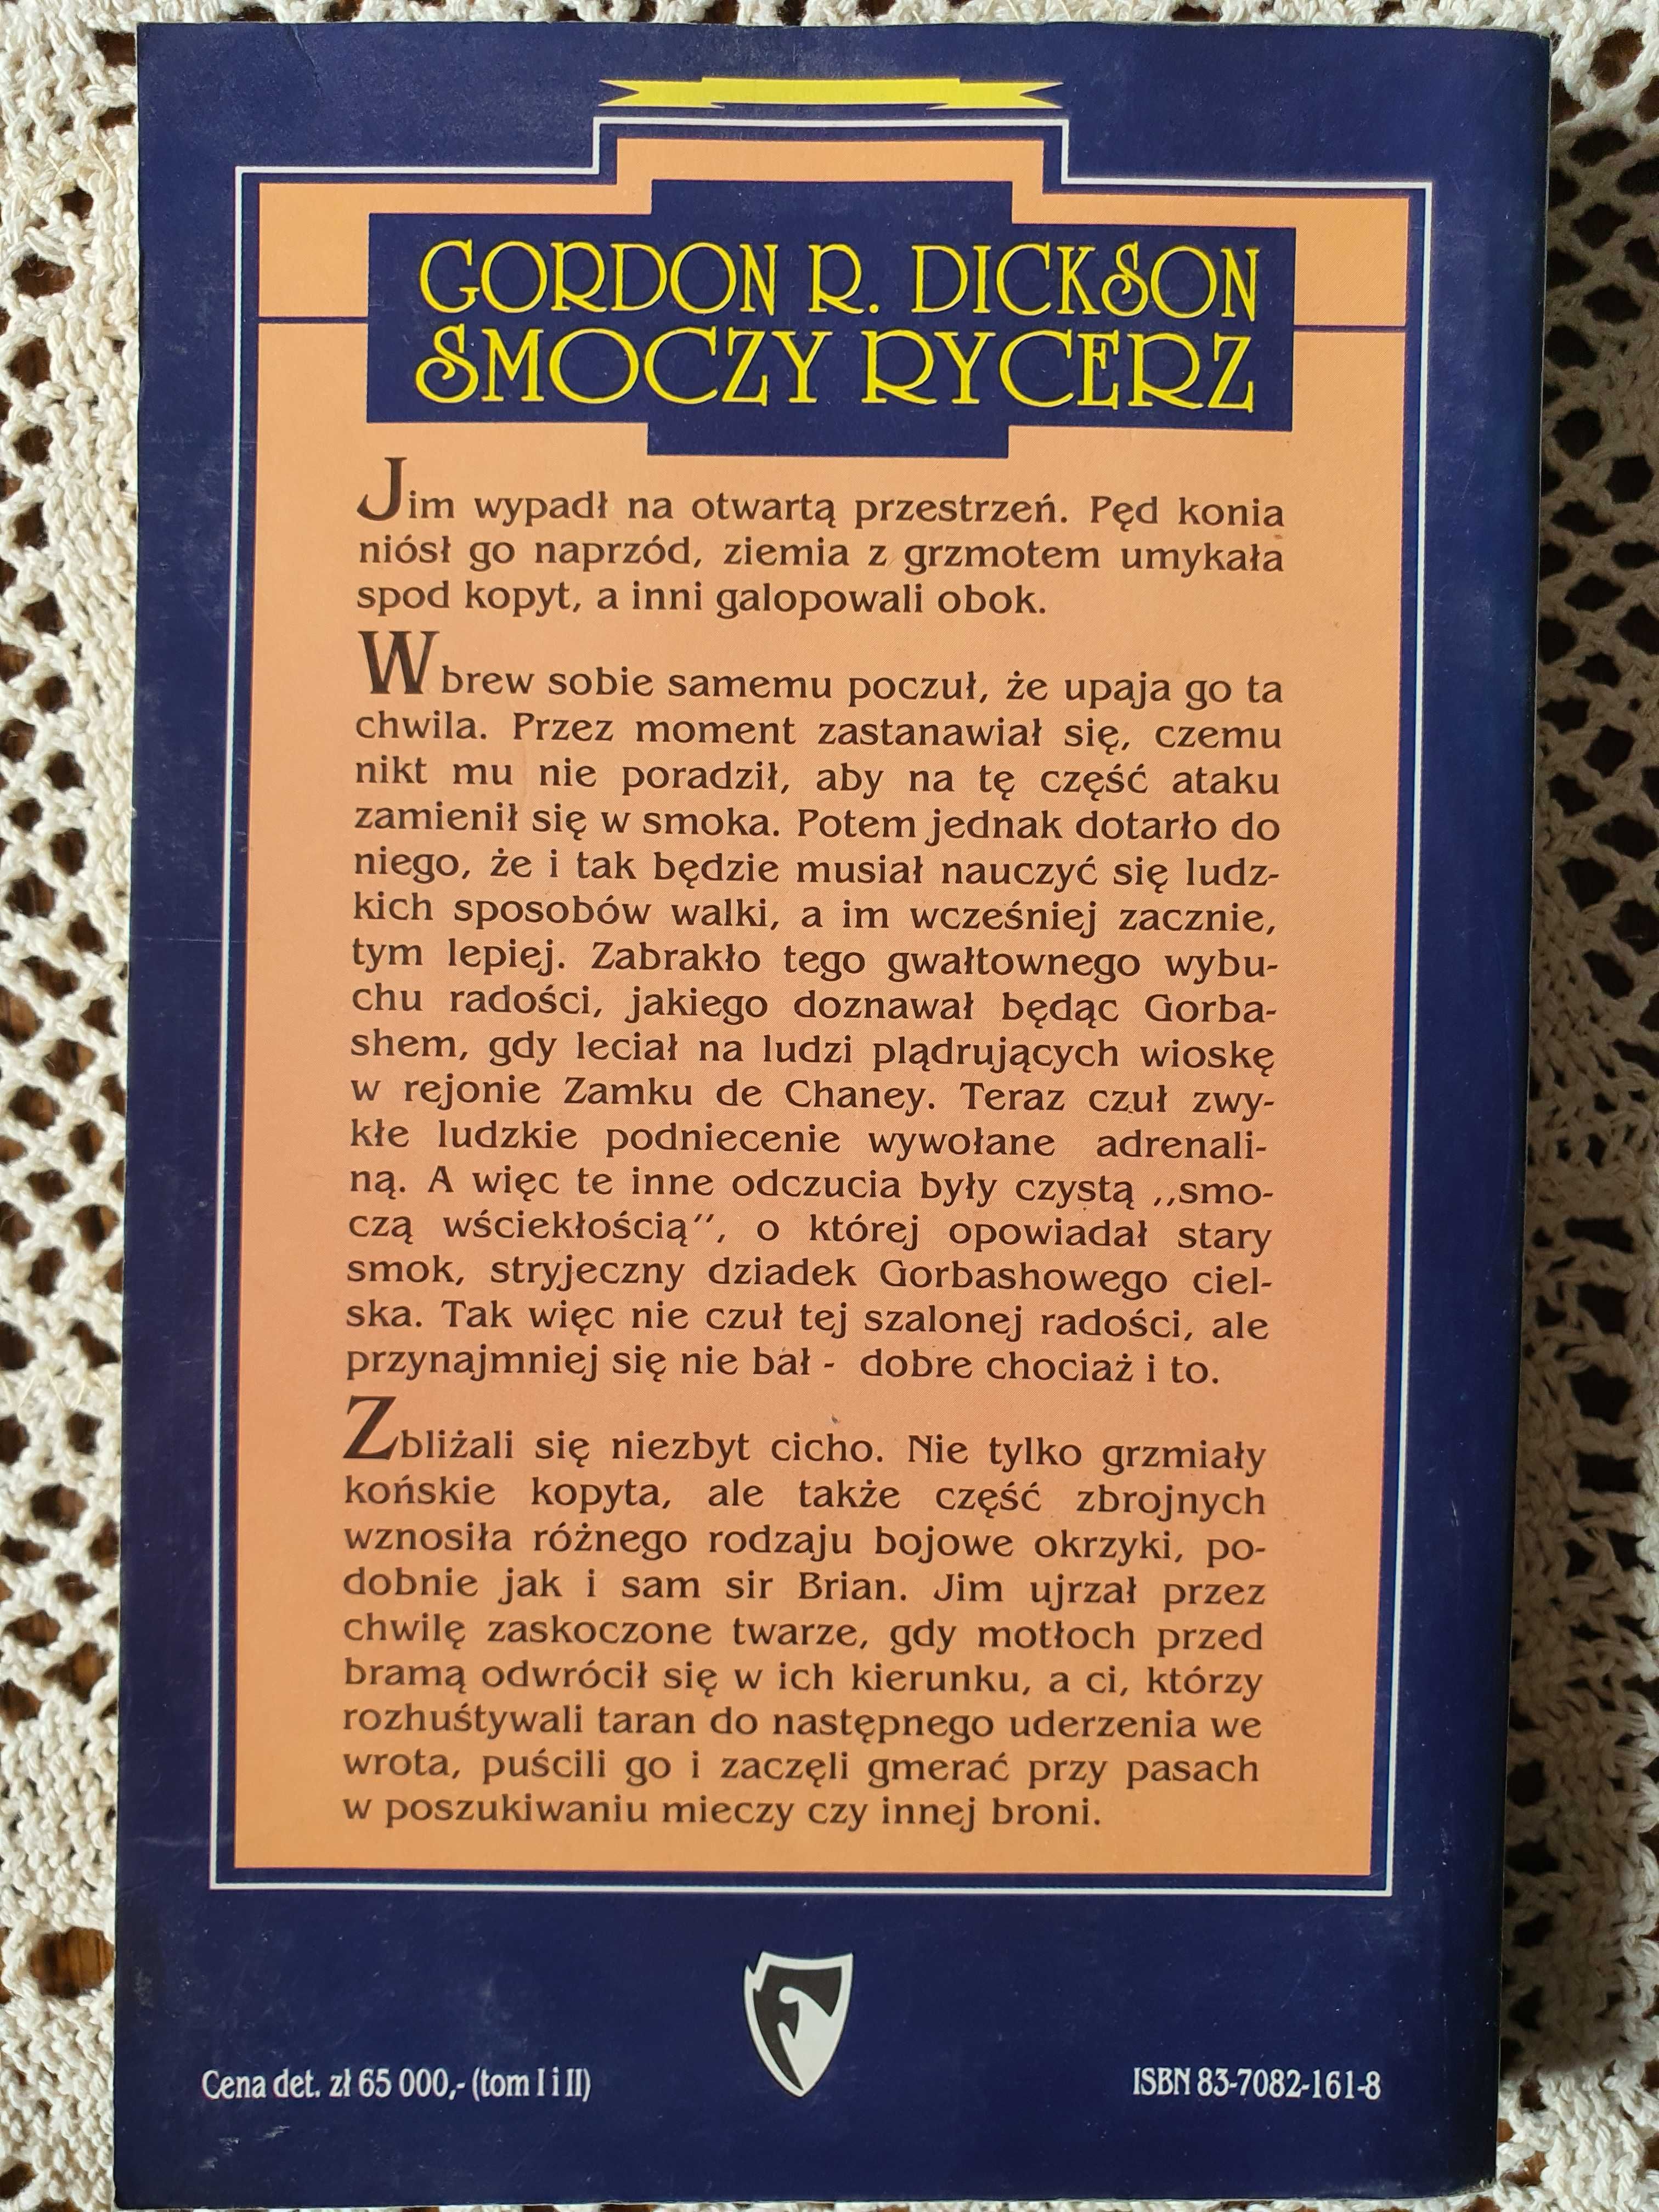 GORDON R. DICKSON
SMOCZY RYCERZ
Jim wypadł na otwartą przestrzeń. Pęd konia
niósł go naprzód, ziemia z grzmotem umykała
spod kopyt, a inni galopowali obok.
Wbrew sobie samemu poczuł, że upaja go ta
chwila. Przez moment zastanawiał się, czemu
nikt mu nie poradził, aby na tę część ataku
zamienił się w smoka. Potem jednak dotarło do
niego, że i tak będzie musiał nauczyć się ludz-
kich sposobów walki, a im wcześniej zacznie,
tym lepiej. Zabrakło tego gwałtownego wybu-
chu radości, jakiego doznawał będąc Gorba-
shem, gdy leciał na ludzi plądrujących wioskę
w rejonie Zamku de Chaney. Teraz czuł zwy-
kłe ludzkie podniecenie wywołane adrenali-
ną. A więc te inne odczucia były czystą ,,smo-
czą wściekłością'', o której opowiadał stary
smok, stryjeczny dziadek Gorbashowego ciel-
ska. Tak więc nie czuł tej szalonej radości, ale
przynajmniej się nie bał - dobre chociaż i to.
Zbliżali się niezbyt cicho. Nie tylko grzmiały
końskie kopyta, ale także część zbrojnych
wznosiła różnego rodzaju bojowe okrzyki, po-
dobnie jak i sam sir Brian. Jim ujrzał przez
chwilę zaskoczone twarze, gdy motłoch przed
bramą odwrócił się w ich kierunku, a ci, którzy
rozhuśtywali taran do następnego uderzenia we
wrota, puścili go i zaczęli gmerać przy pasach
w poszukiwaniu mieczy czy innej broni.
Cena det. zł 65 000,- (tom I i II)
ISBN 83-7082-161-8